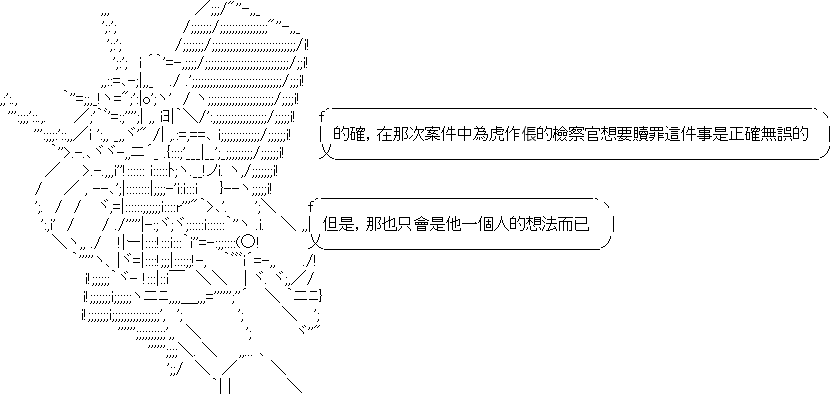 的確，在那次案件中為虎作倀的檢察官想要贖罪這件事是正確無誤的
但是，那也只會是他一個人的想法而已